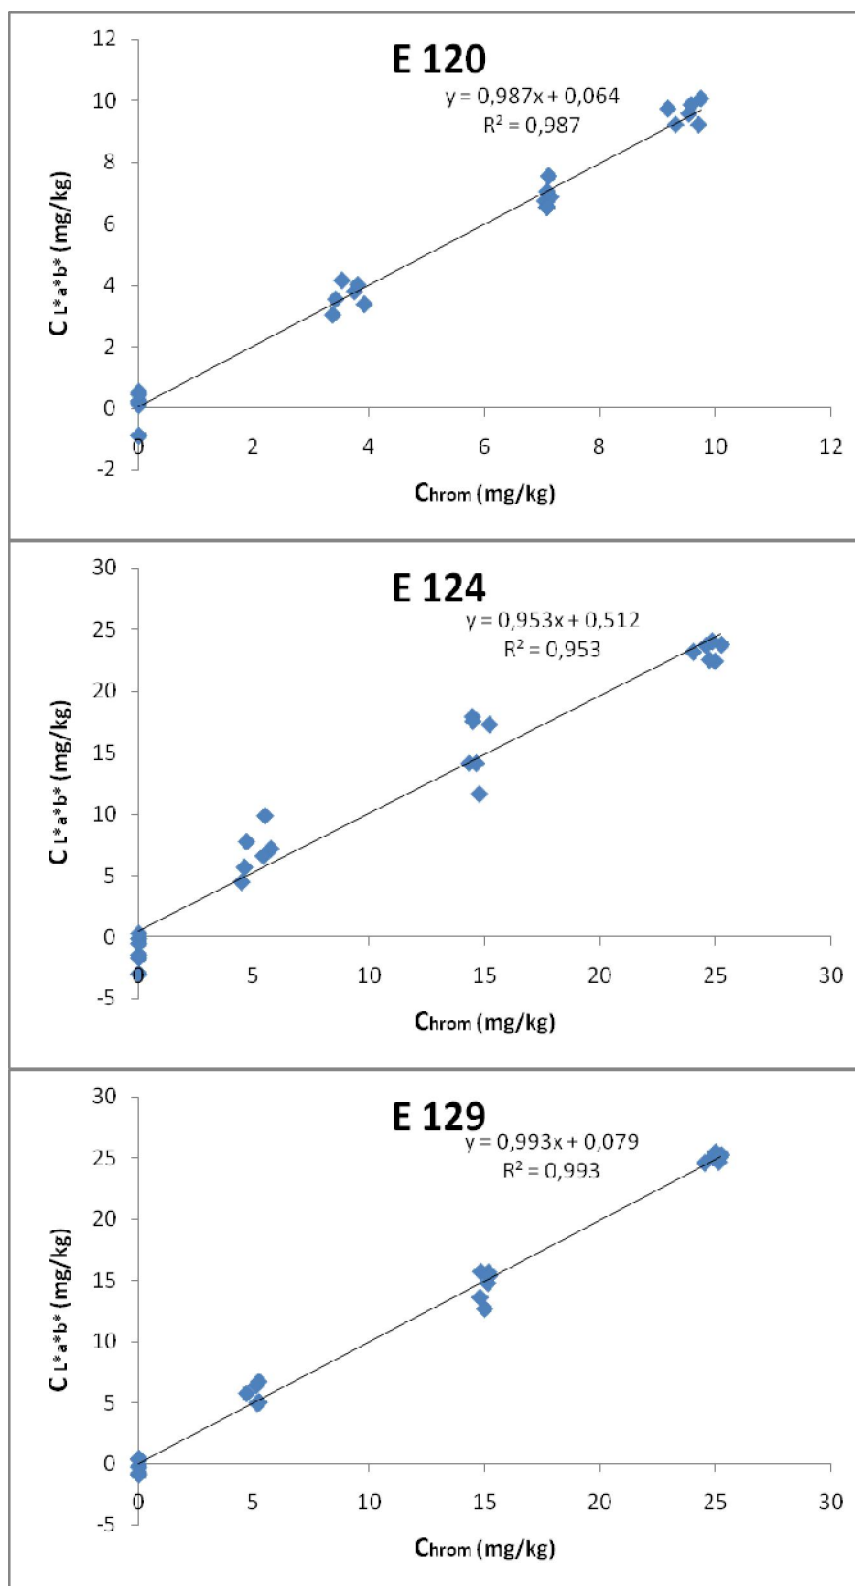 E 120
y = 0,987x + 0,064
R² = 0,987
12
10
8
6
4
2
0
-2
C L*a*b* (mg/kg)
0 2 4 6 8 10 12
Chrom (mg/kg)
E 124
y = 0,953x + 0,512
R² = 0,953
30
25
20
15
10
5
0
-5
C L*a*b* (mg/kg)
0 5 10 15 20 25 30
Chrom (mg/kg)
E 129
y = 0,993x + 0,079
R² = 0,993
30
25
20
15
10
5
0
-5
C L*a*b* (mg/kg)
0 5 10 15 20 25 30
Chrom (mg/kg)